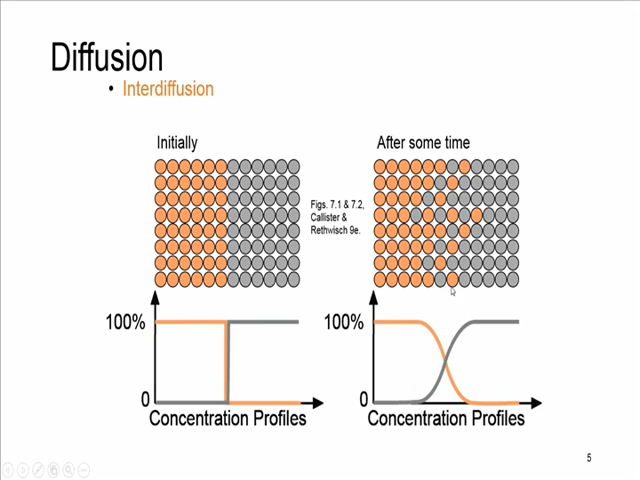 Diffusion
• Interdiffusion
Initially
After some time
Figs. 7.1 & 7.2,
Callister &
Rethwisch 9e.
100%
0
Concentration Profiles
100%
0
Concentration Profiles
5